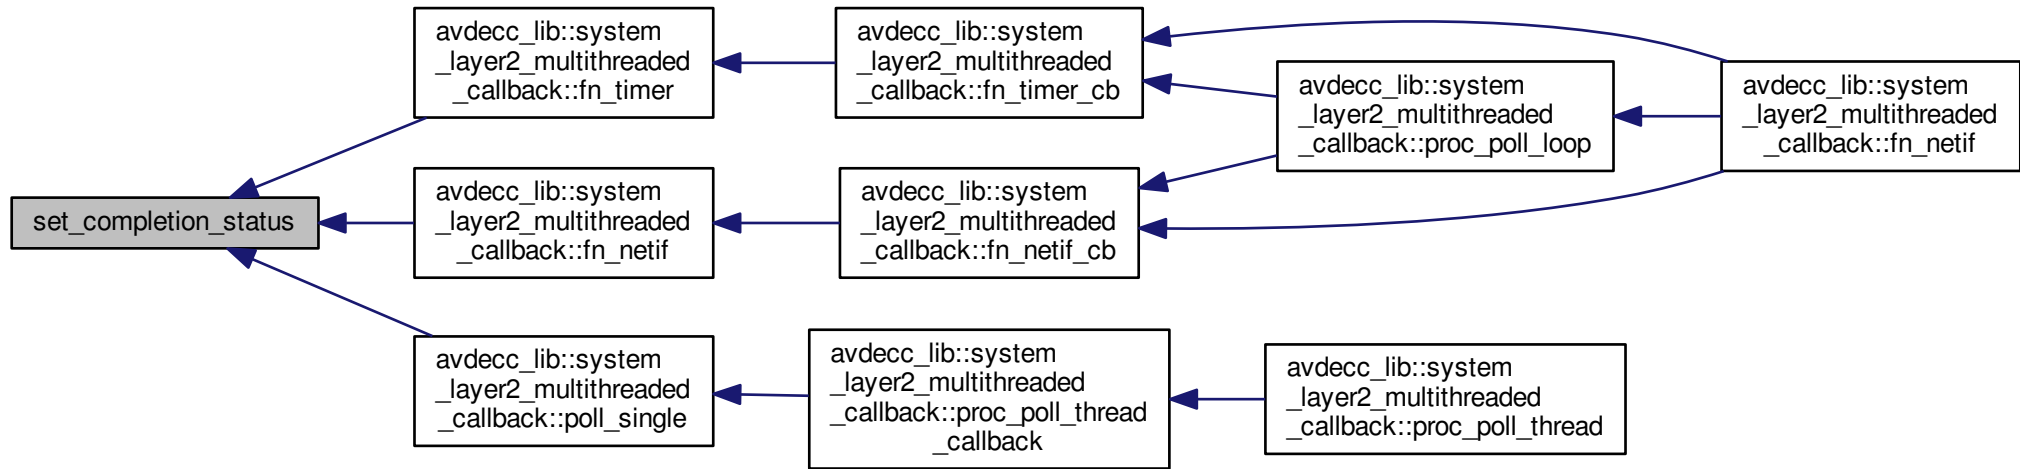 set_completion_status
avdecc_lib::system
_layer2_multithreaded
_callback::fn_timer
avdecc_lib::system
_layer2_multithreaded
_callback::fn_netif
avdecc_lib::system
_layer2_multithreaded
_callback::poll_single
avdecc_lib::system
_layer2_multithreaded
_callback::fn_timer_cb
avdecc_lib::system
_layer2_multithreaded
_callback::fn_netif_cb
avdecc_lib::system
_layer2_multithreaded
_callback::proc_poll_thread
_callback
avdecc_lib::system
_layer2_multithreaded
_callback::proc_poll_loop
avdecc_lib::system
_layer2_multithreaded
_callback::proc_poll_thread
avdecc_lib::system
_layer2_multithreaded
_callback::fn_netif